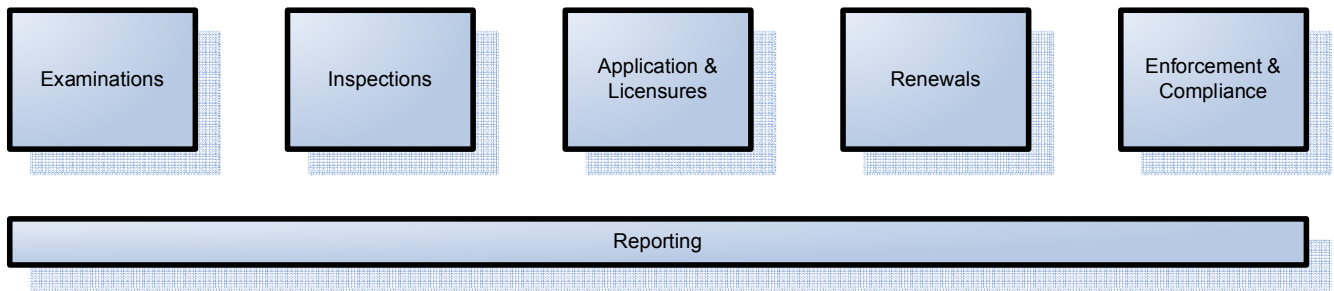 Examinations
Inspections
Application &
Licensures
Renewals
Enforcement &
Compliance
Reporting